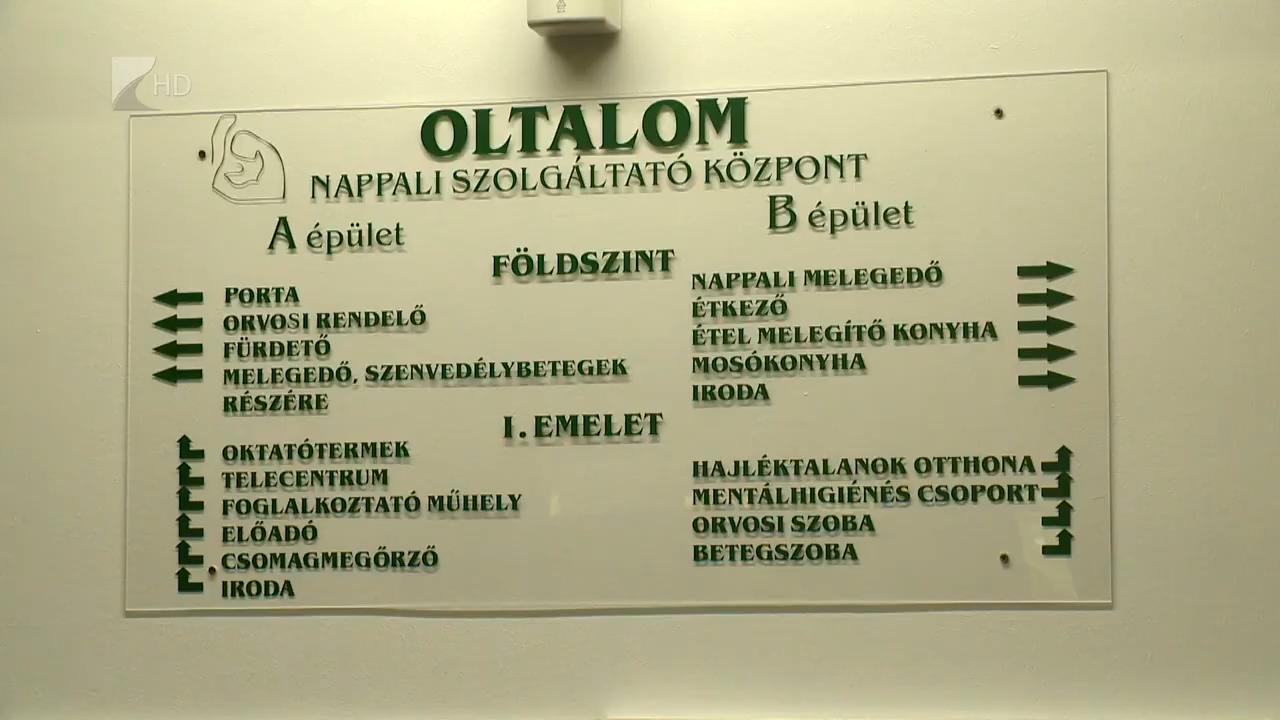 HD
OLTALOM
NAPPALI SZOLGÁLTATÓ KÖZPONT
A épület
B épület
FÖLDSZINT
PORTA
ORVOSI RENDELŐ
FÜRDETŐ
MELEGEDŐ, SZENVEDÉLYBETEGEK
RÉSZÉRE
NAPPALI MELEGEDŐ
ÉTKEZŐ
ÉTEL MELEGÍTŐ KONYHA
MOSÓKONYHA
IRODA
I. EMELET
OKTATÓTERMEK
TELECENTRUM
FOGLALKOZTATÓ MŰHELY
ELŐADÓ
CSOMAGMEGŐRZŐ
IRODA
HAJLÉKTALANOK OTTHONA
MENTÁLHIGIÉNÉS CSOPORT
ORVOSI SZOBA
BETEGSZOBA